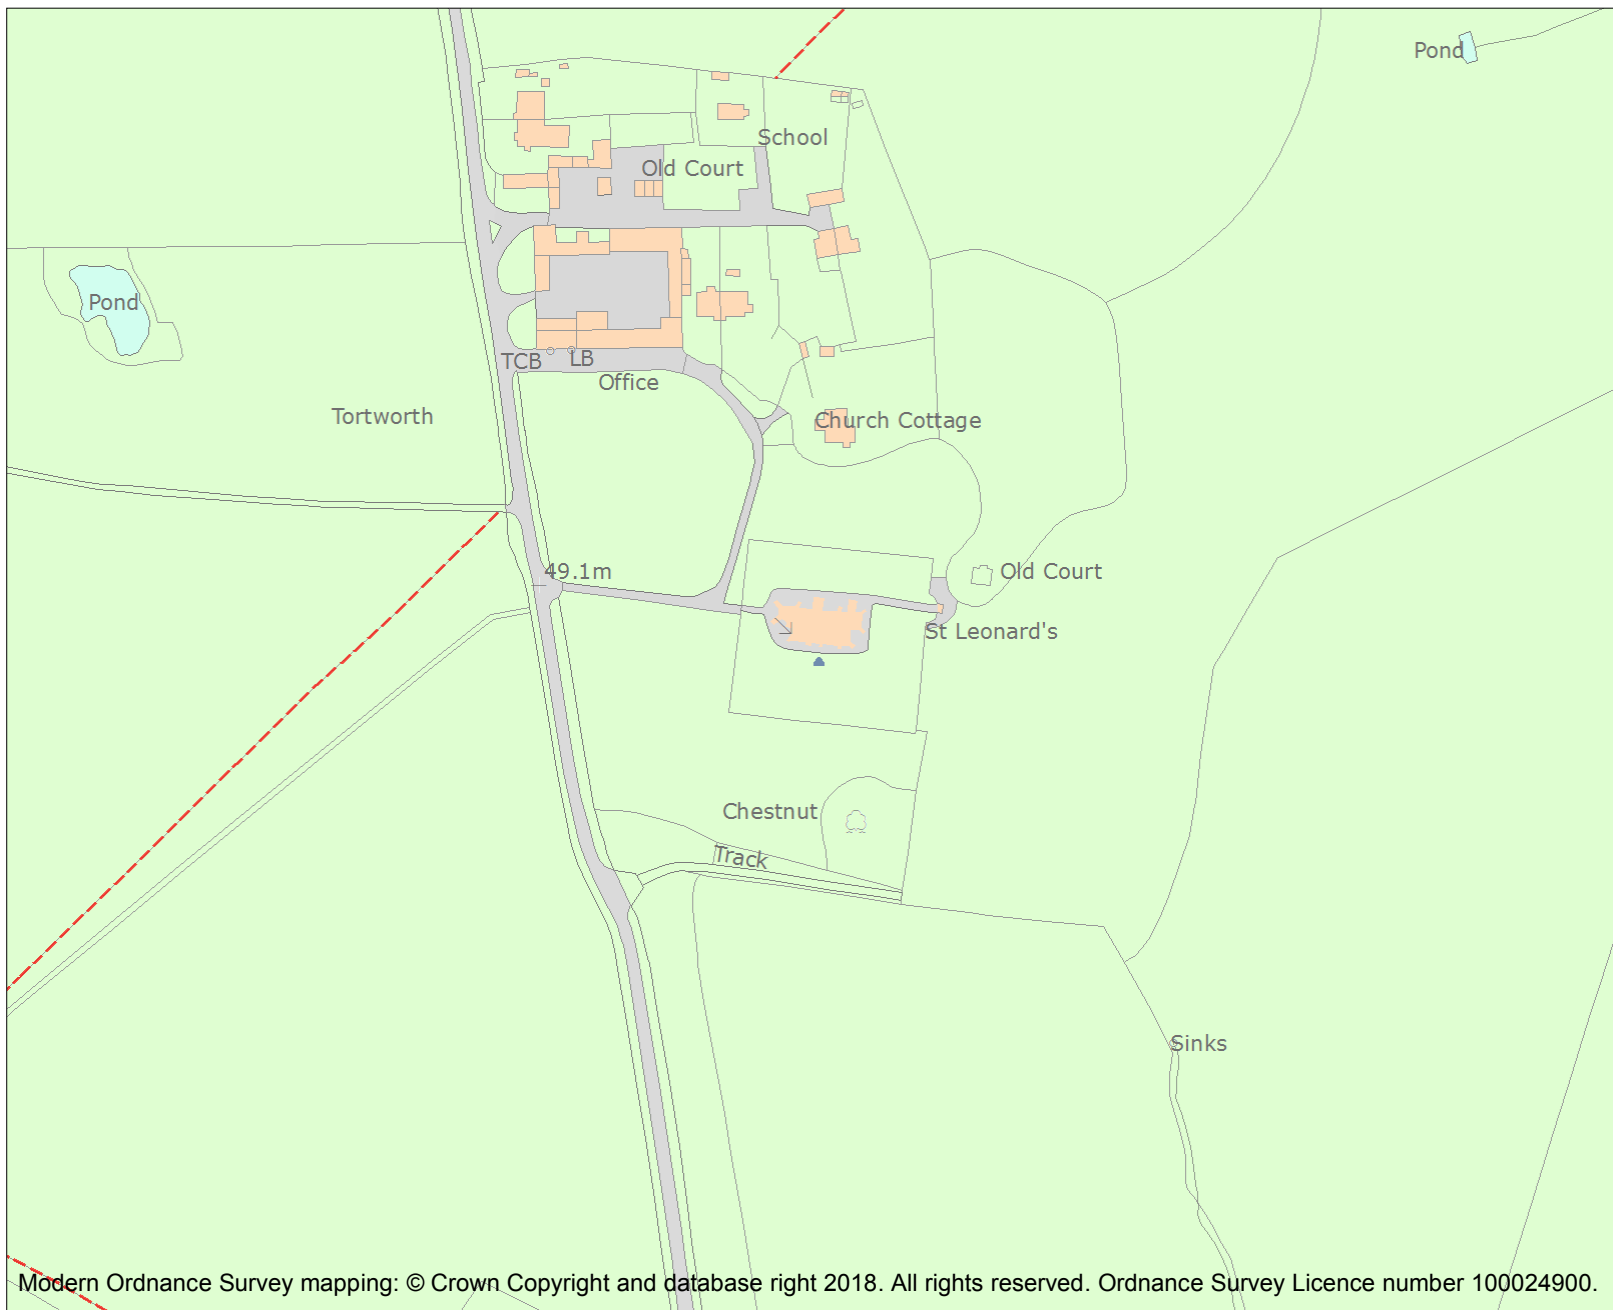 Pond
School
Old Court
Pond
TCB
LB
Office
Tortworth
Church Cottage
49.1m
Old Court
St Leonard's
Chestnut
Track
Sinks
Modern Ordnance Survey mapping: © Crown Copyright and database right 2018. All rights reserved. Ordnance Survey Licence number 100024900.